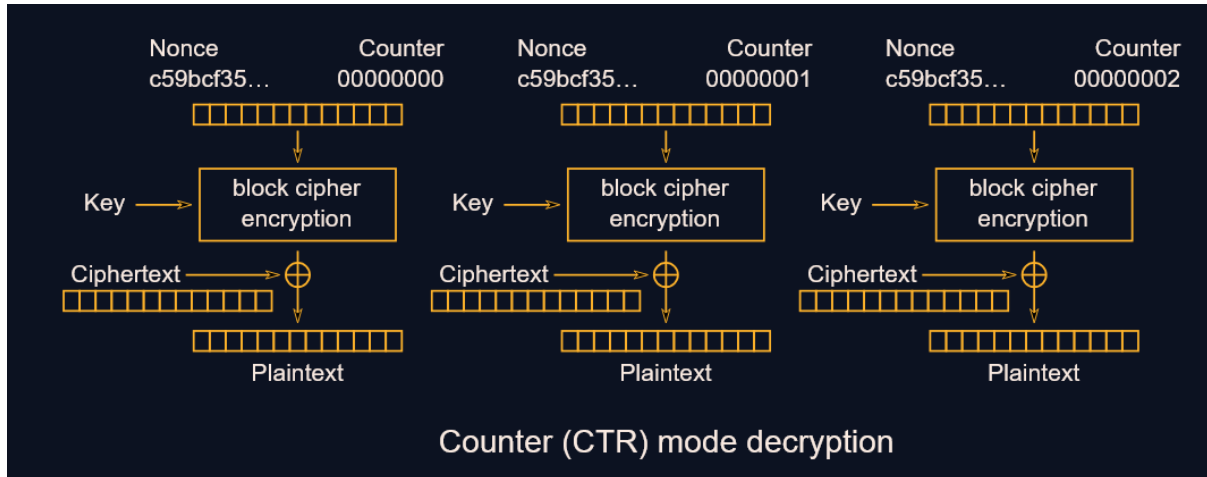 Nonce Counter Nonce Counter Nonce Counter
c59bcf35… 00000000 c59bcf35… 00000001 c59bcf35… 00000002
block cipher block cipher block cipher
Key encryption Key encryption Key encryption
Ciphertext Ciphertext Ciphertext
Plaintext Plaintext Plaintext
Counter (CTR) mode decryption